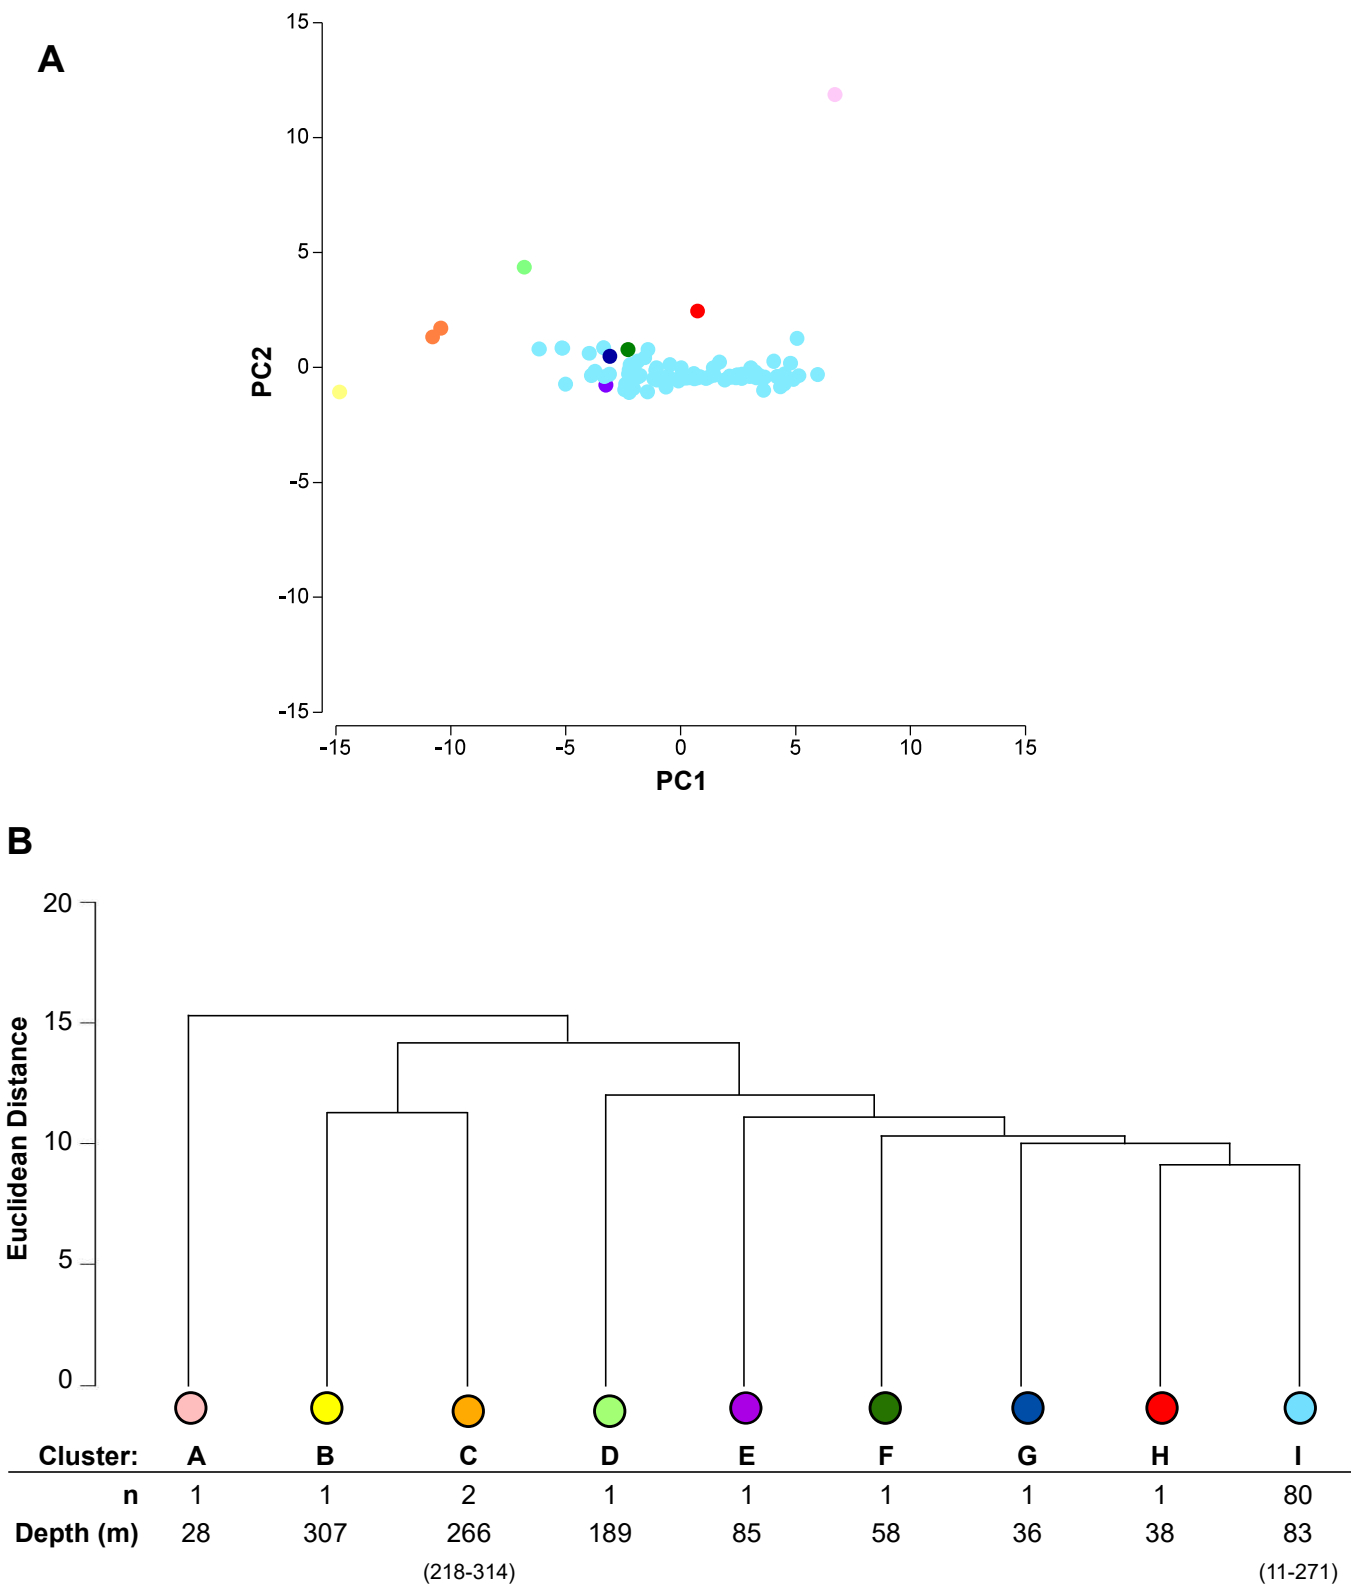 A
15
10
5
0
-5
-10
-15
PC2
-15 -10 -5 0 5 10 15
PC1
B
20
15
10
5
0
Euclidean Distance
Cluster: A B C D E F G H I
n 1 1 2 1 1 1 1 1 80
Depth (m) 28 307 266 189 85 58 36 38 83
(218-314) (11-271)